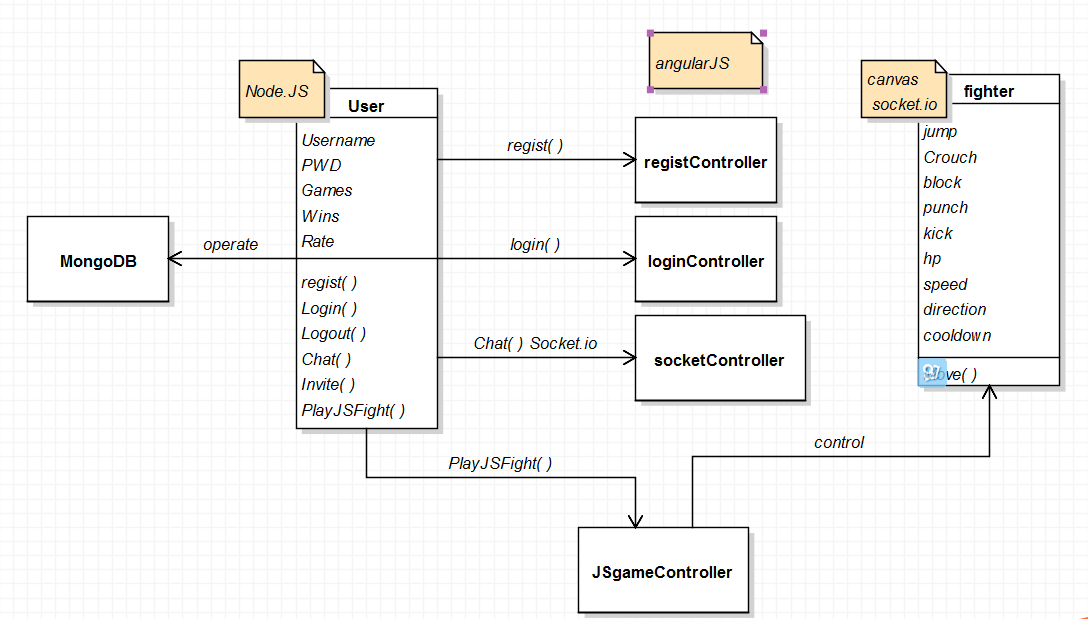 angularJS
canvas
socket.io
fighter
Node.JS
User
Username
PWD
Games
Wins
Rate
regist( )
Login( )
Logout( )
Chat( )
Invite( )
PlayJSFight( )
MongoDB
operate
regist( )
registController
login( )
loginController
Chat( ) Socket.io
socketController
jump
Crouch
block
punch
kick
hp
speed
direction
cooldown
PlayJSFight( )
control
JSgameController